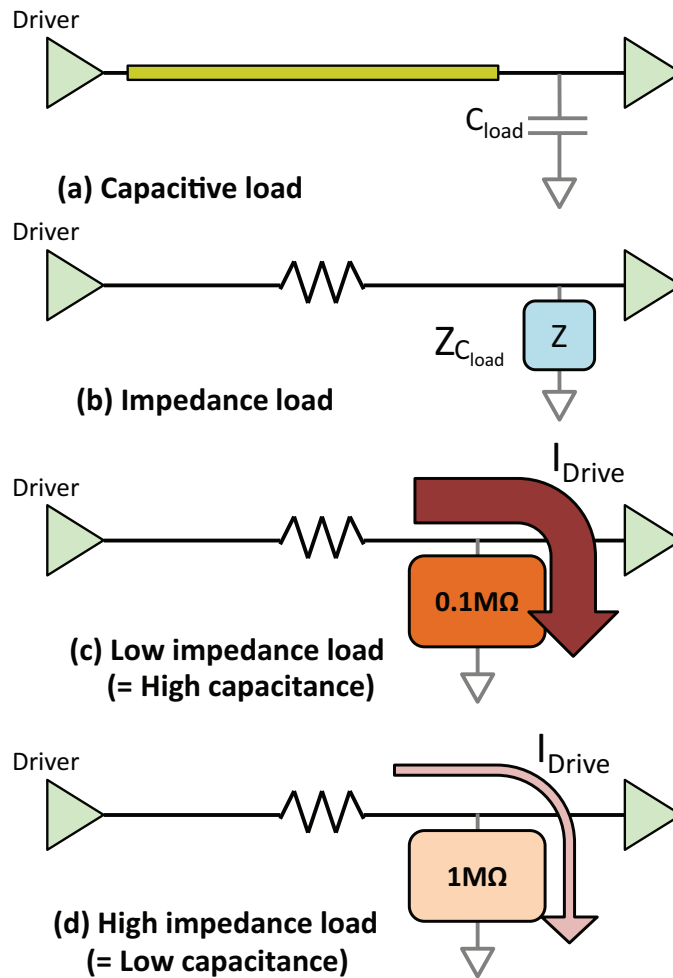 Driver
C_load
(a) Capacitive load
Driver
Z
Z_C_load
(b) Impedance load
I_Drive
Driver
0.1MΩ
(c) Low impedance load
(= High capacitance)
I_Drive
Driver
1MΩ
(d) High impedance load
(= Low capacitance)